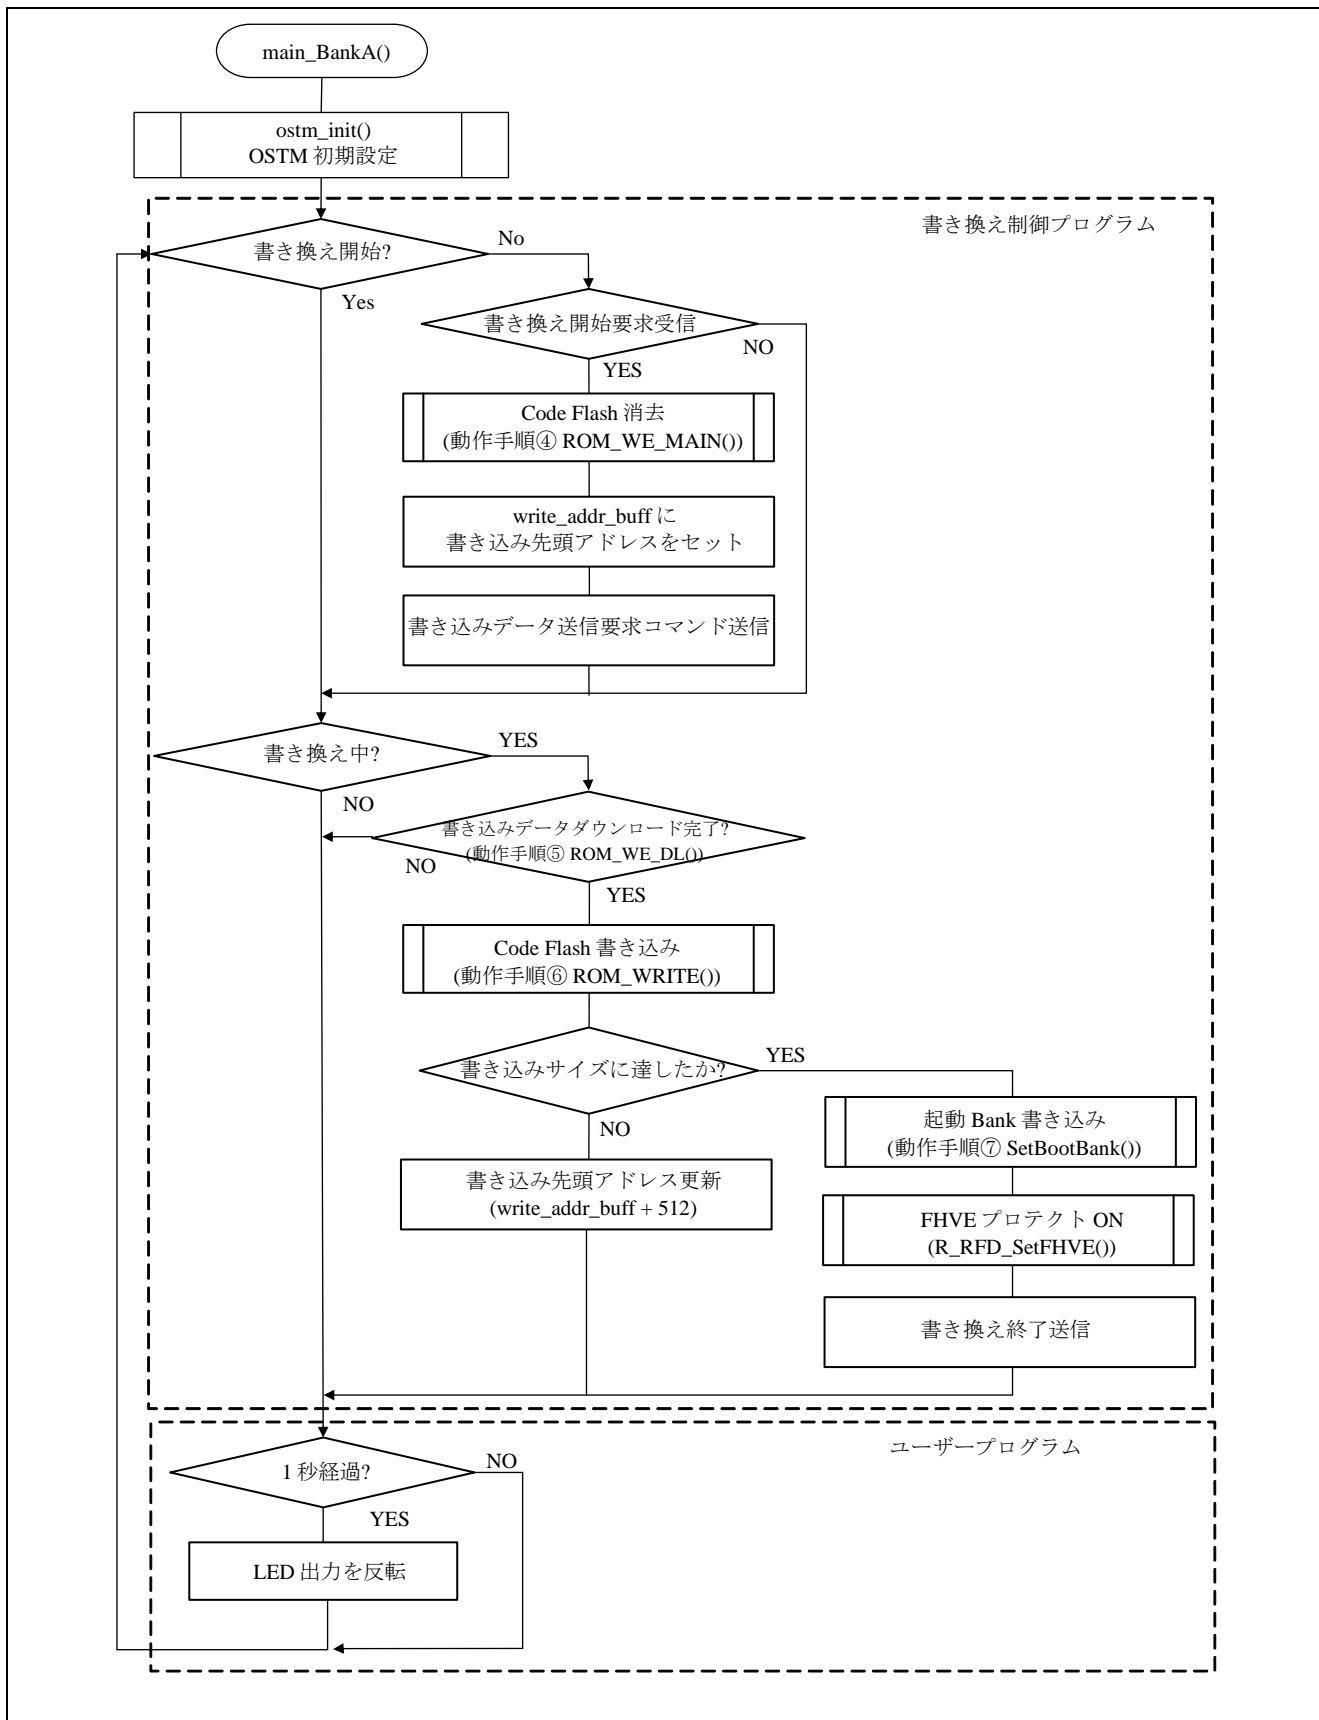 main_BankA()
ostm_init()
OSTM 初期設定
書き換え制御プログラム
書き換え開始?
No
Yes
書き換え開始要求受信
NO
YES
Code Flash 消去
(動作手順④ ROM_WE_MAIN())
write_addr_buff に
書き込み先頭アドレスをセット
書き込みデータ送信要求コマンド送信
書き換え中?
YES
NO
書き込みデータダウンロード完了?
(動作手順⑤ ROM_WE_DL())
NO
YES
Code Flash 書き込み
(動作手順⑥ ROM_WRITE())
書き込みサイズに達したか?
YES
NO
起動 Bank 書き込み
(動作手順⑦ SetBootBank())
書き込み先頭アドレス更新
(write_addr_buff + 512)
FHVE プロテクト ON
(R_RFD_SetFHVE())
書き換え終了送信
ユーザープログラム
1 秒経過?
NO
YES
LED 出力を反転